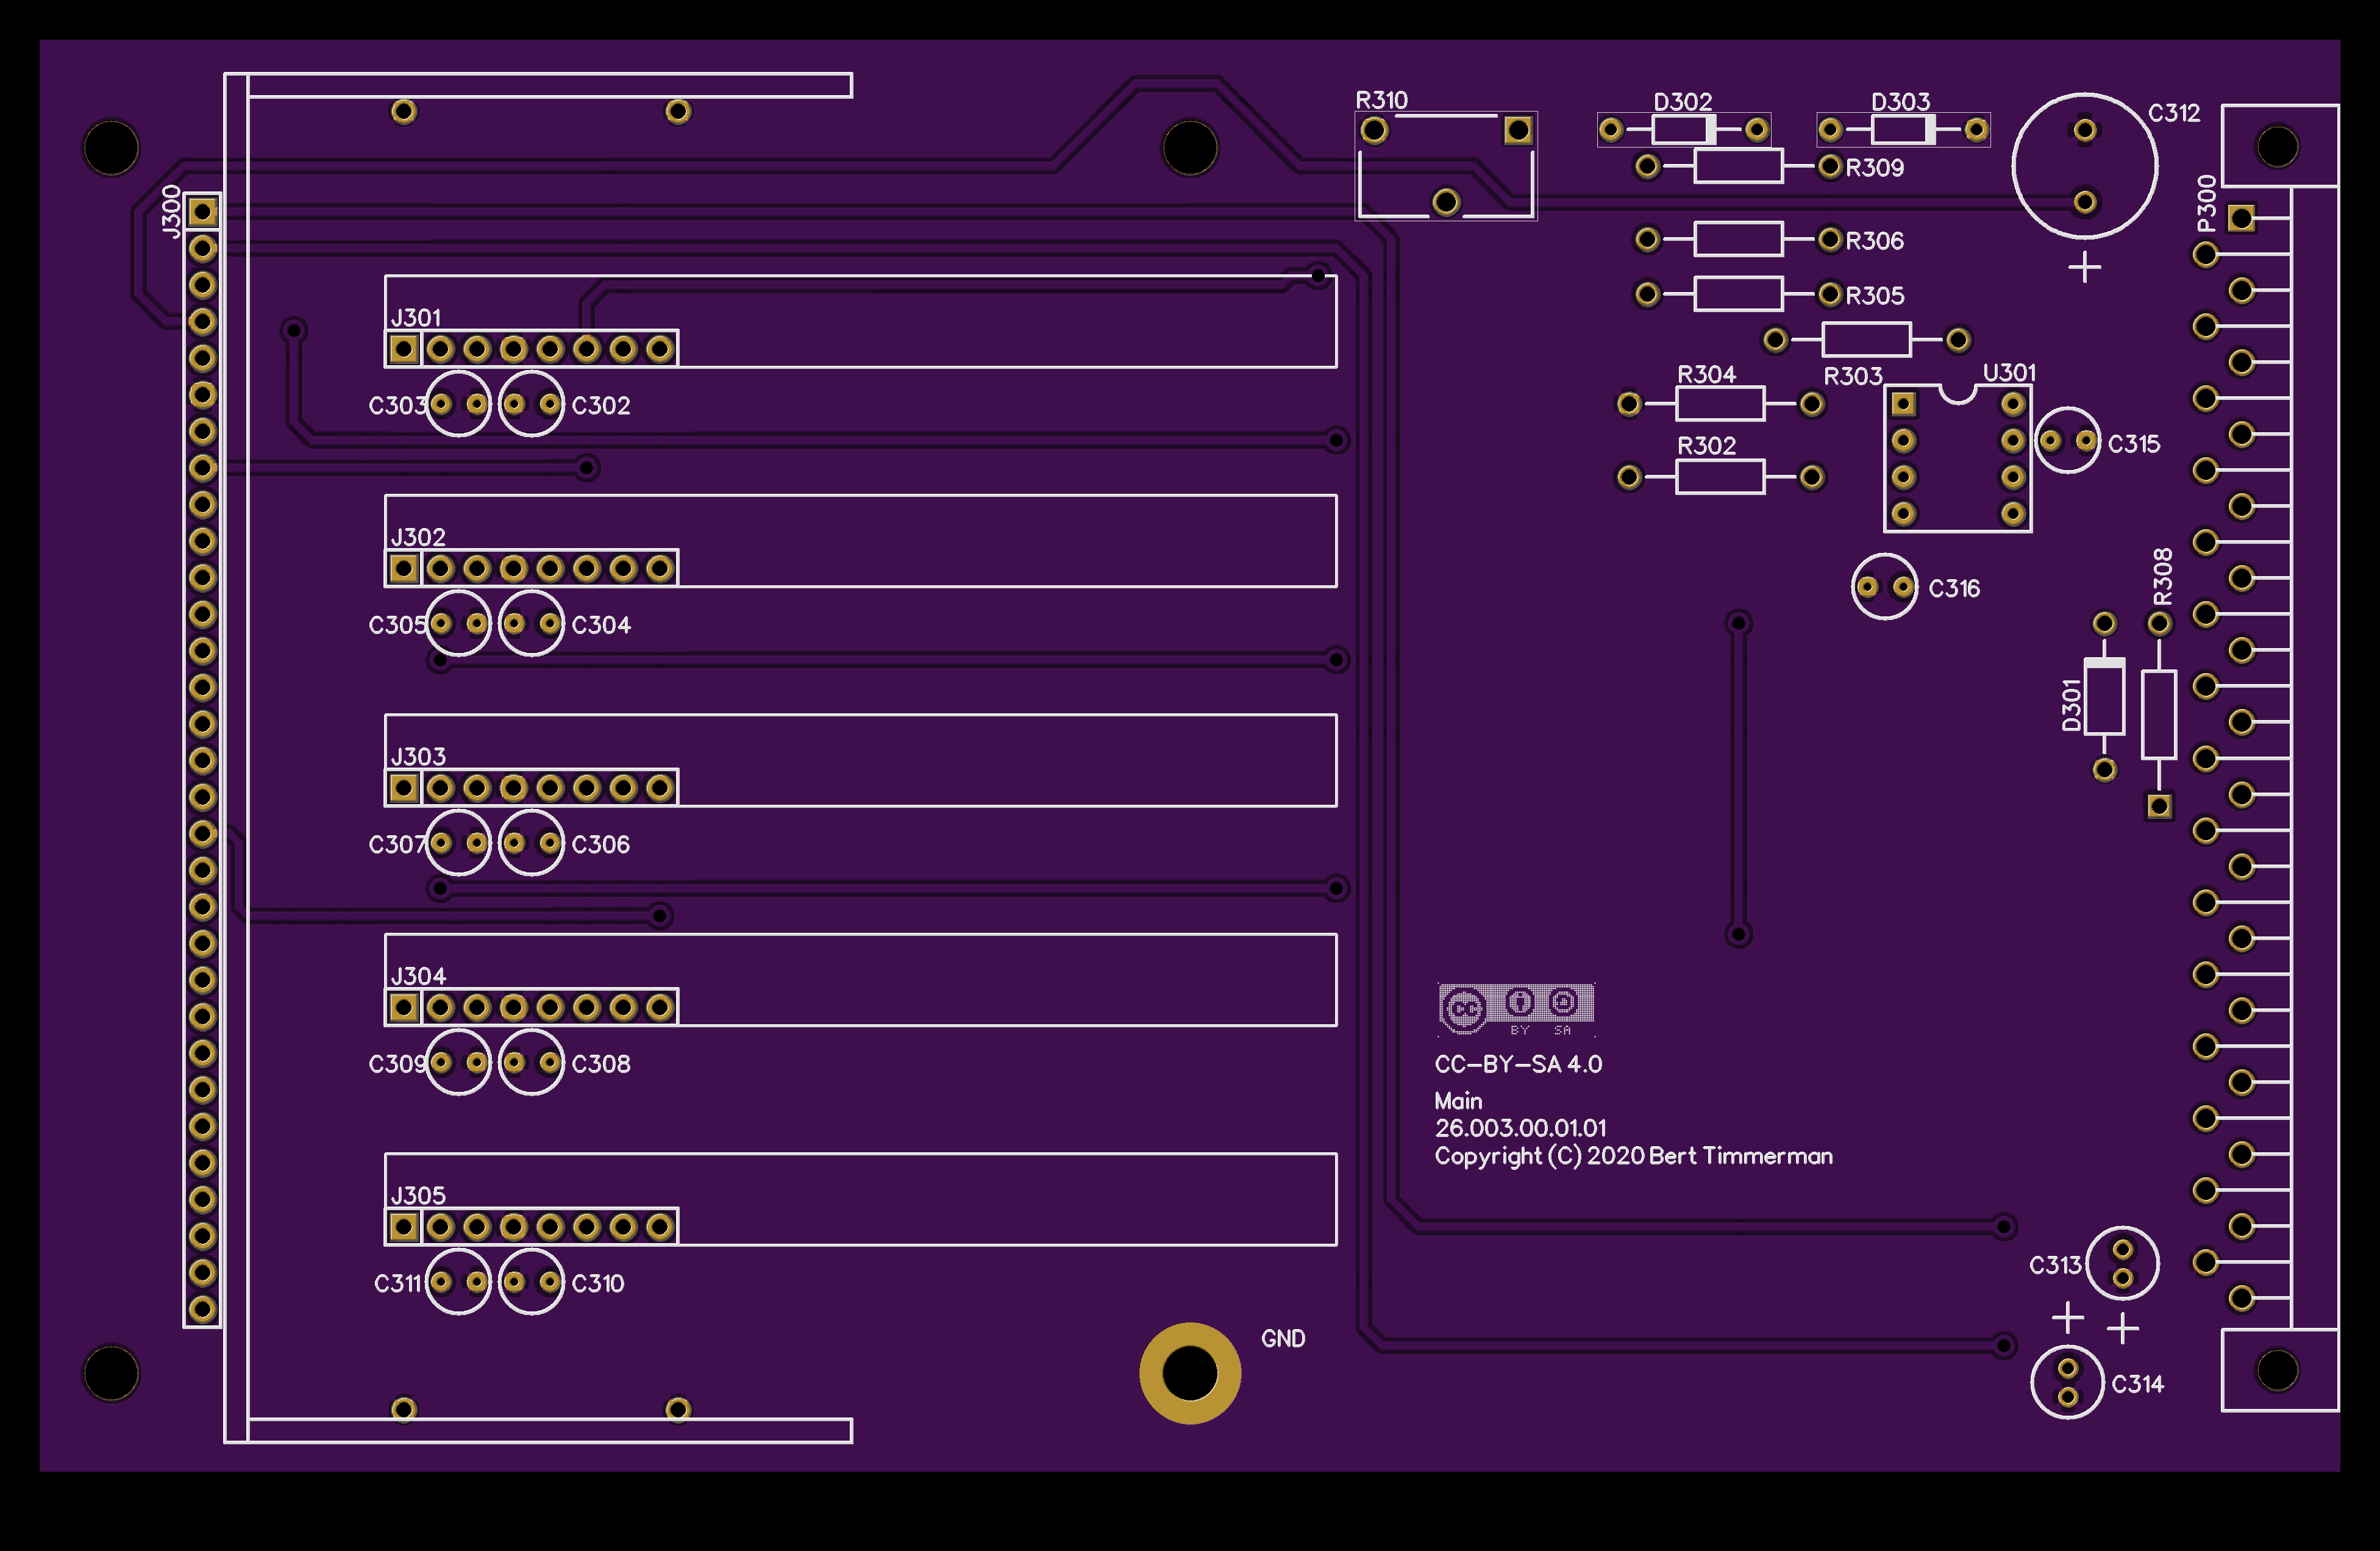 R310
D302
D303
C312
R309
J300
P300
R306
R305
J301
R304
R303
U301
C303
C302
C315
R302
J302
R308
C316
C305
C304
D301
J303
C307
C306
J304
CC
BY SA
C309
C308
CC-BY-SA 4.0
Main
26.003.00.01.01
Copyright (C) 2020 Bert Timmerman
J305
C313
C311
C310
GND
C314